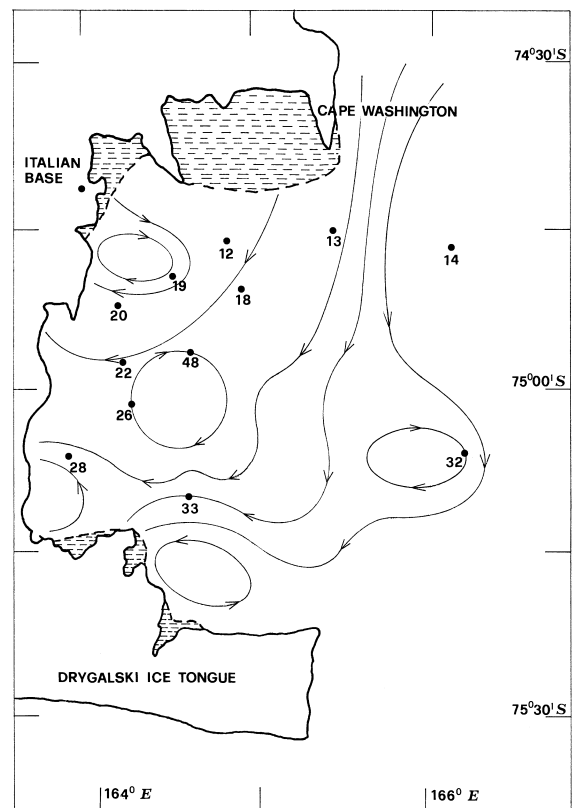 74°30'S
CAPE WASHINGTON
ITALIAN
BASE
13
12
14
19
18
20
48
22
75°00'S
26
32
28
33
DRYGALSKI ICE TONGUE
75°30'S
164° E
166° E